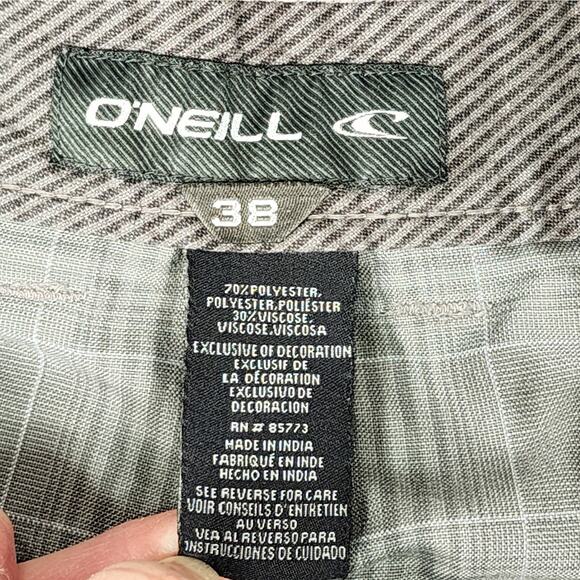 O'NEILL
38
70%POLYESTER,
POLYESTER,POLIÉSTER
30%VISCOSE,
VISCOSE,VISCOSA
EXCLUSIVE OF DECORATION
EXCLUSIF DE
LA DÉCORATION
EXCLUSIVO DE
DECORACION
RN # 85773
MADE IN INDIA
FABRIQUÉ EN INDE
HECHO EN INDIA
SEE REVERSE FOR CARE
VOIR CONSEILS D'ENTRETIEN
AU VERSO
VEA AL REVERSO PARA
INSTRUCCIONES DE CUIDADO